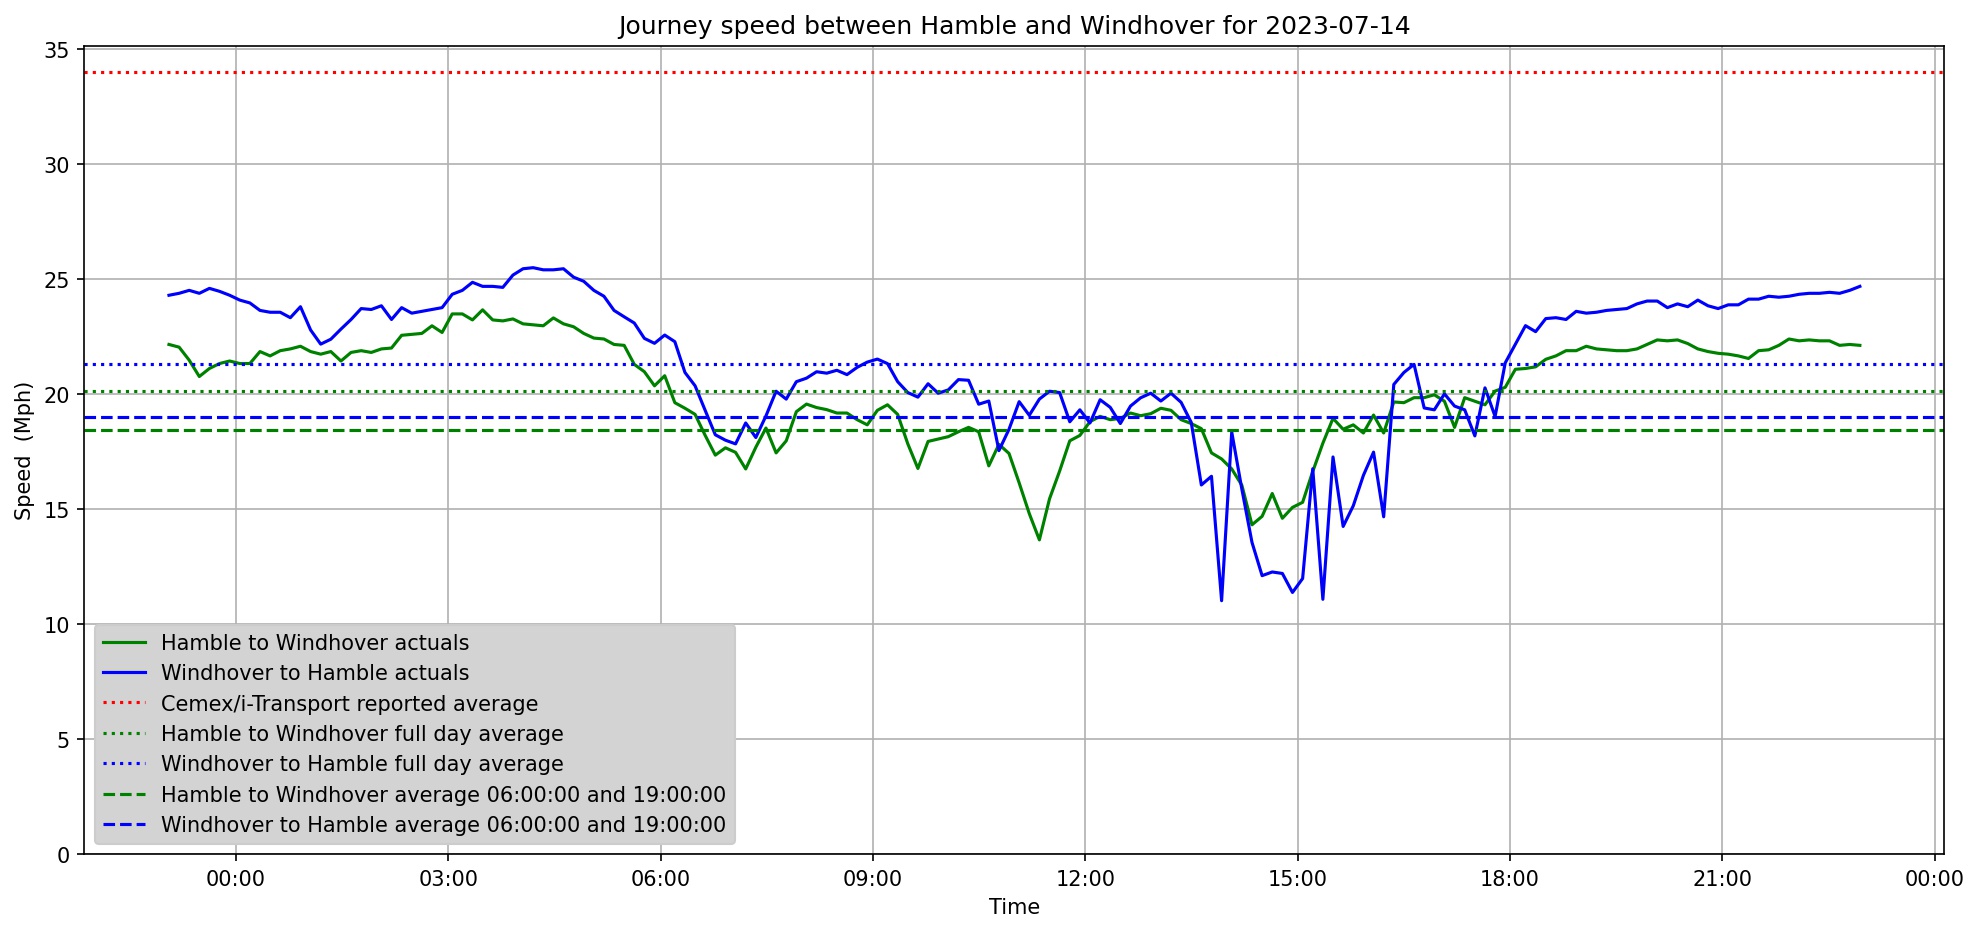 Journey speed between Hamble and Windhover for 2023-07-14
35
30
25
20
15
10
5
0
Speed (Mph)
Hamble to Windhover actuals
Windhover to Hamble actuals
Cemex/i-Transport reported average
Hamble to Windhover full day average
Windhover to Hamble full day average
Hamble to Windhover average 06:00:00 and 19:00:00
Windhover to Hamble average 06:00:00 and 19:00:00
00:00 03:00 06:00 09:00 12:00 15:00 18:00 21:00 00:00
Time